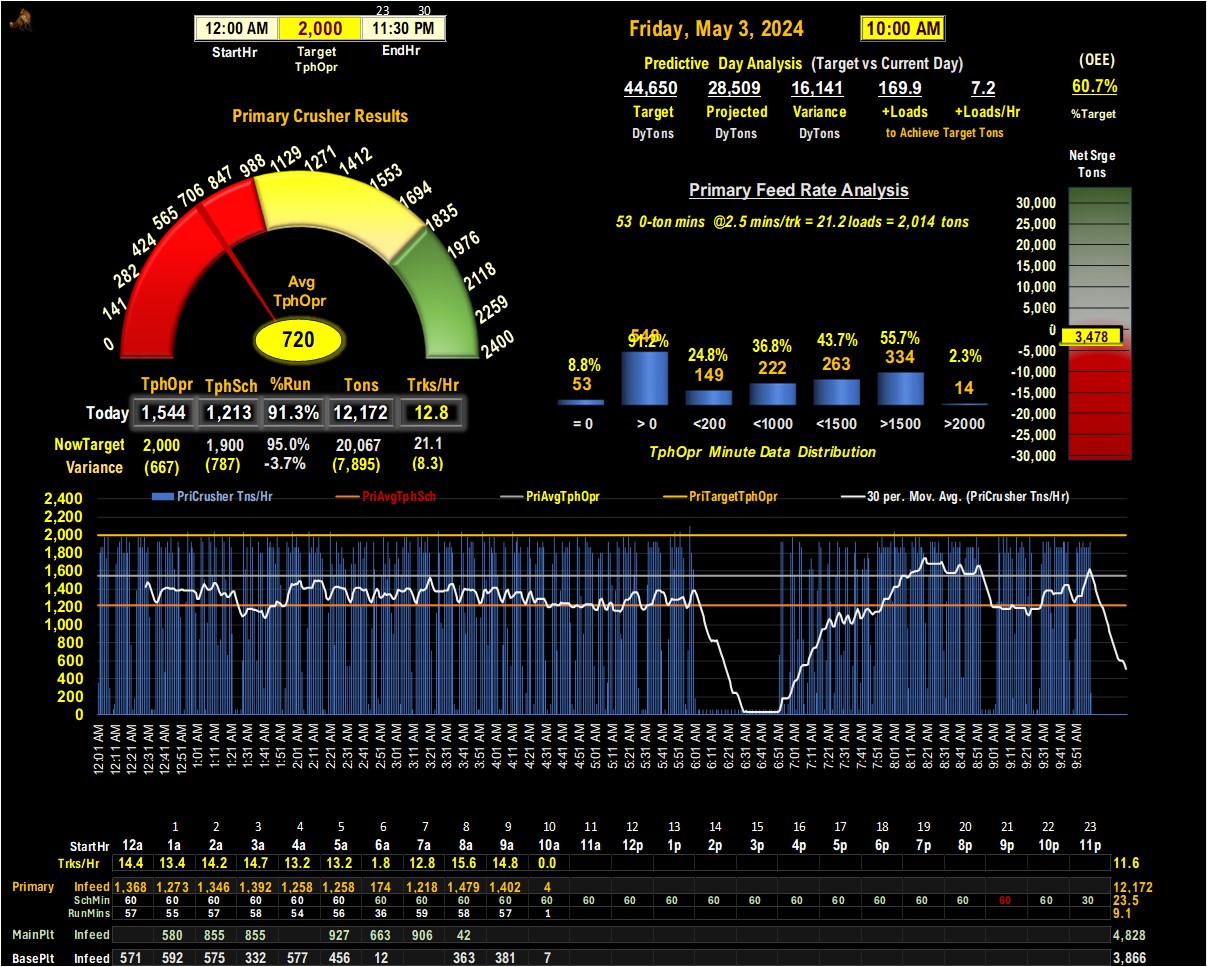 23 30
12:00 AM 2,000 11:30 PM
StartHr Target TphOpr EndHr
Friday, May 3, 2024 10:00 AM
Predictive Day Analysis (Target vs Current Day)
44,650 28,509 16,141 169.9 7.2
Target Projected Variance +Loads +Loads/Hr
DyTons DyTons DyTons to Achieve Target Tons
(OEE)
60.7%
%Target
Primary Crusher Results
0 141 282 424 565 706 847 988 1129 1271 1412 1553 1694 1835 1976 2118 2259 2400
Avg
TphOpr
720
TphOpr TphSch %Run Tons Trks/Hr
Today 1,544 1,213 91.3% 12,172 12.8
NowTarget 2,000 1,900 95.0% 20,067 21.1
Variance (667) (787) -3.7% (7,895) (8.3)
Primary Feed Rate Analysis
53 0-ton mins @2.5 mins/trk = 21.2 loads = 2,014 tons
8.8% 24.8% 36.8% 43.7% 55.7% 2.3%
53 149 222 263 334 14
= 0 > 0 <200 <1000 <1500 >1500 >2000
TphOpr Minute Data Distribution
Net Srge
Tons
30,000
25,000
20,000
15,000
10,000
5,000
0
3,478
-5,000
-10,000
-15,000
-20,000
-25,000
-30,000
PriCrusher Tns/Hr PriAvgTphSch PriAvgTphOpr PriTargetTphOpr 30 per. Mov. Avg. (PriCrusher Tns/Hr)
2,400
2,200
2,000
1,800
1,600
1,400
1,200
1,000
800
600
400
200
0
12:01 AM 12:11 AM 12:21 AM 12:31 AM 12:41 AM 12:51 AM 1:01 AM 1:11 AM 1:21 AM 1:31 AM 1:41 AM 1:51 AM 2:01 AM 2:11 AM 2:21 AM 2:31 AM 2:41 AM 2:51 AM 3:01 AM 3:11 AM 3:21 AM 3:31 AM 3:41 AM 3:51 AM 4:01 AM 4:11 AM 4:21 AM 4:31 AM 4:41 AM 4:51 AM 5:01 AM 5:11 AM 5:21 AM 5:31 AM 5:41 AM 5:51 AM 6:01 AM 6:11 AM 6:21 AM 6:31 AM 6:41 AM 6:51 AM 7:01 AM 7:11 AM 7:21 AM 7:31 AM 7:41 AM 7:51 AM 8:01 AM 8:11 AM 8:21 AM 8:31 AM 8:41 AM 8:51 AM 9:01 AM 9:11 AM 9:21 AM 9:31 AM 9:41 AM 9:51 AM
1 2 3 4 5 6 7 8 9 10 11 12 13 14 15 16 17 18 19 20 21 22 23
StartHr 12a 1a 2a 3a 4a 5a 6a 7a 8a 9a 10a 11a 12p 1p 2p 3p 4p 5p 6p 7p 8p 9p 10p 11p
Trks/Hr 14.4 13.4 14.2 14.7 13.2 13.2 1.8 12.8 15.6 14.8 0.0 11.6
Primary Infeed 1,368 1,273 1,346 1,392 1,258 1,258 174 1,218 1,479 1,402 4 12,172
SchMin 60 60 60 60 60 60 60 60 60 60 60 60 60 60 60 60 60 60 60 60 60 60 60 30 23.5
RunMins 57 55 57 58 54 56 36 59 58 57 1 9.1
MainPlt Infeed 580 855 855 927 663 906 42 4,828
BasePlt Infeed 571 592 575 332 577 456 12 363 381 7 3,866